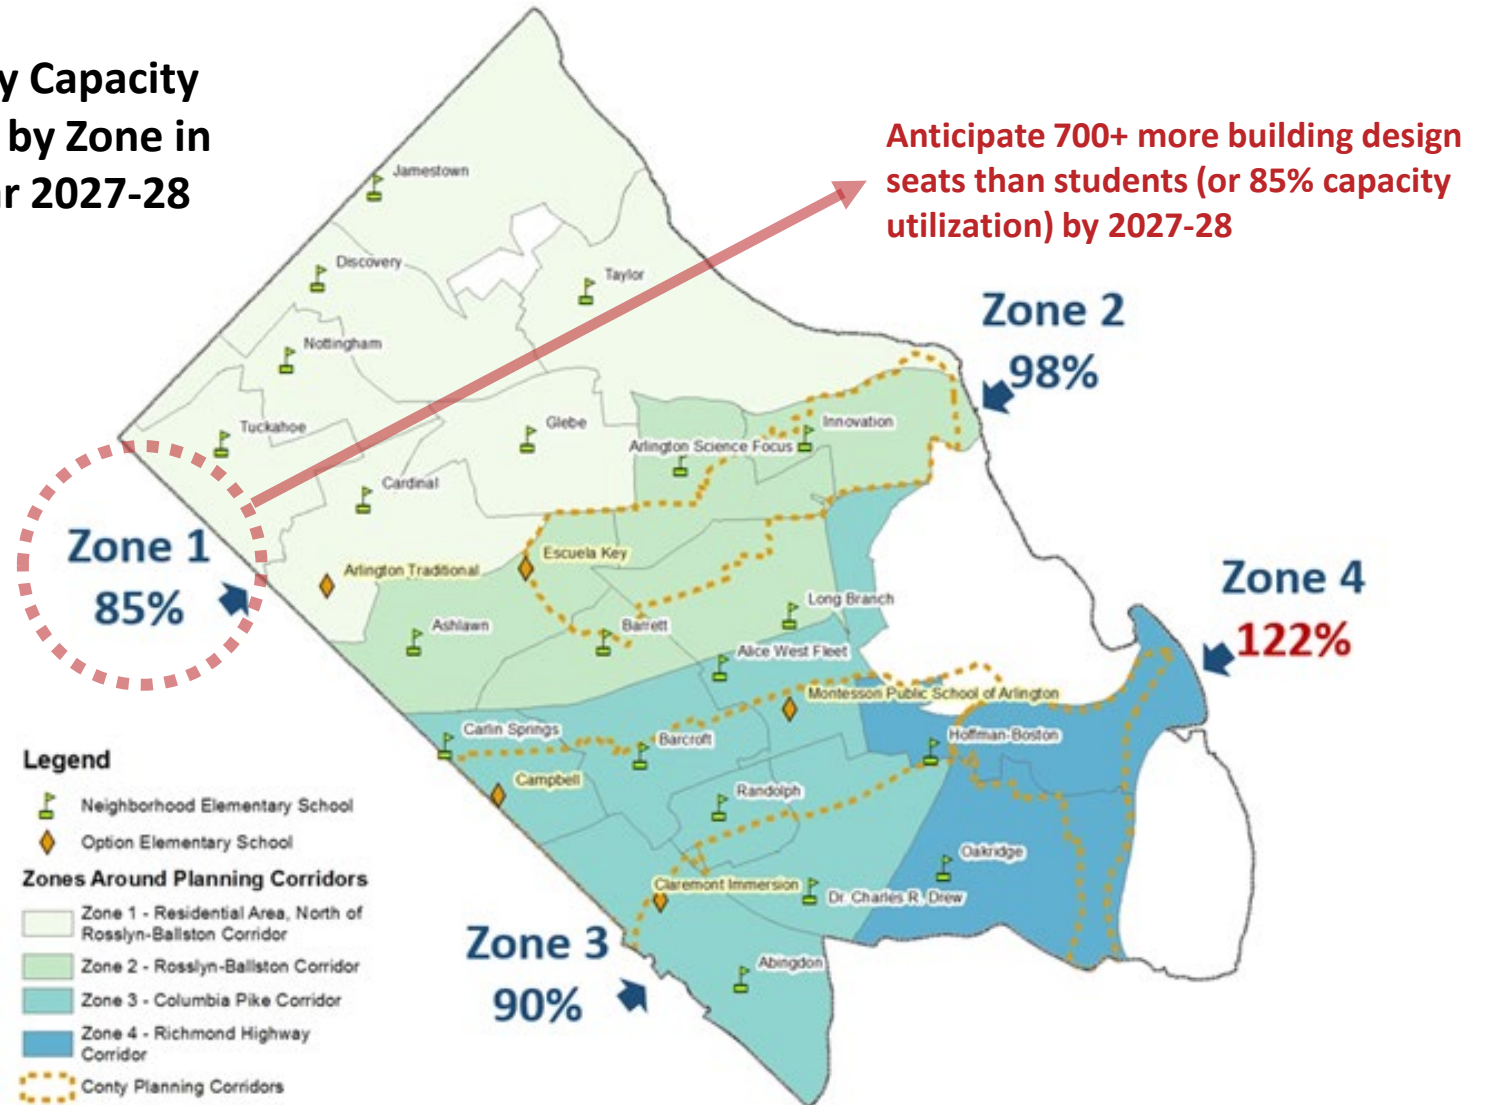 y Capacity
by Zone in
r 2027-28
Anticipate 700+ more building design
seats than students (or 85% capacity
utilization) by 2027-28
Jamestown
Discovery
Taylor
Nottingham
Zone 2
98%
Tuckahoe
Glebe
Innovation
Arlington Science Focus
Cardinal
Zone 1
85%
Arlington Traditional
Escuela Key
Zone 4
122%
Long Branch
Ashlawn
Barrett
Alice West Fleet
Montesson Public School of Arlington
Carlin Springs
Barcroft
Hoffman-Boston
Campbell
Randolph
Oakridge
Claremont Immersion
Dr. Charles R. Drew
Zone 3
90%
Abingdon
Legend
Neighborhood Elementary School
Option Elementary School
Zones Around Planning Corridors
Zone 1 - Residential Area, North of
Rosslyn-Ballston Corridor
Zone 2 - Rosslyn-Ballston Corridor
Zone 3 - Columbia Pike Corridor
Zone 4 - Richmond Highway
Corridor
Conty Planning Corridors